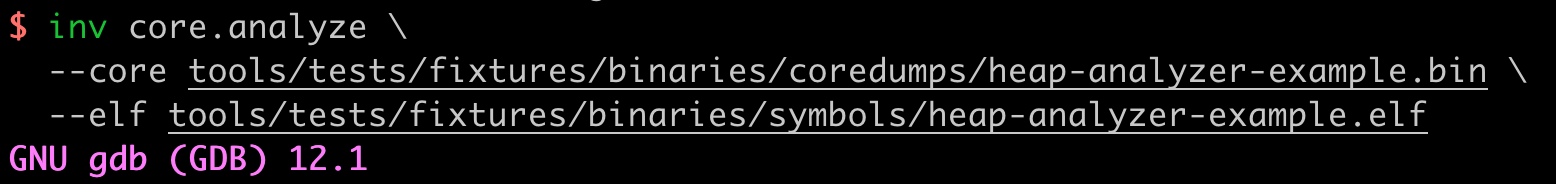 $ inv core.analyze \
--core tools/tests/fixtures/binaries/coredumps/heap-analyzer-example.bin \
--elf tools/tests/fixtures/binaries/symbols/heap-analyzer-example.elf
GNU gdb (GDB) 12.1